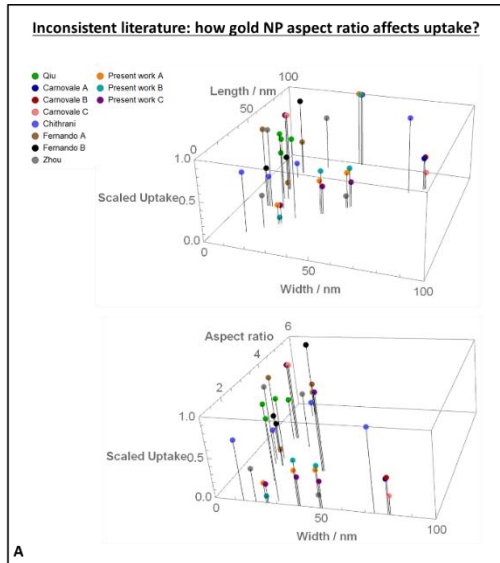 Inconsistent literature: how gold NP aspect ratio affects uptake?
Qiu
Carnovale A
Carnovale B
Carnovale C
Chithrani
Fernando A
Fernando B
Zhou
Present work A
Present work B
Present work C
100
Length / nm
50
0
1.0
Scaled Uptake 0.5
0.0
0
50
Width / nm
100
6
Aspect ratio
4
2
1.0
Scaled Uptake 0.5
0.0
0
50
Width / nm
100
A